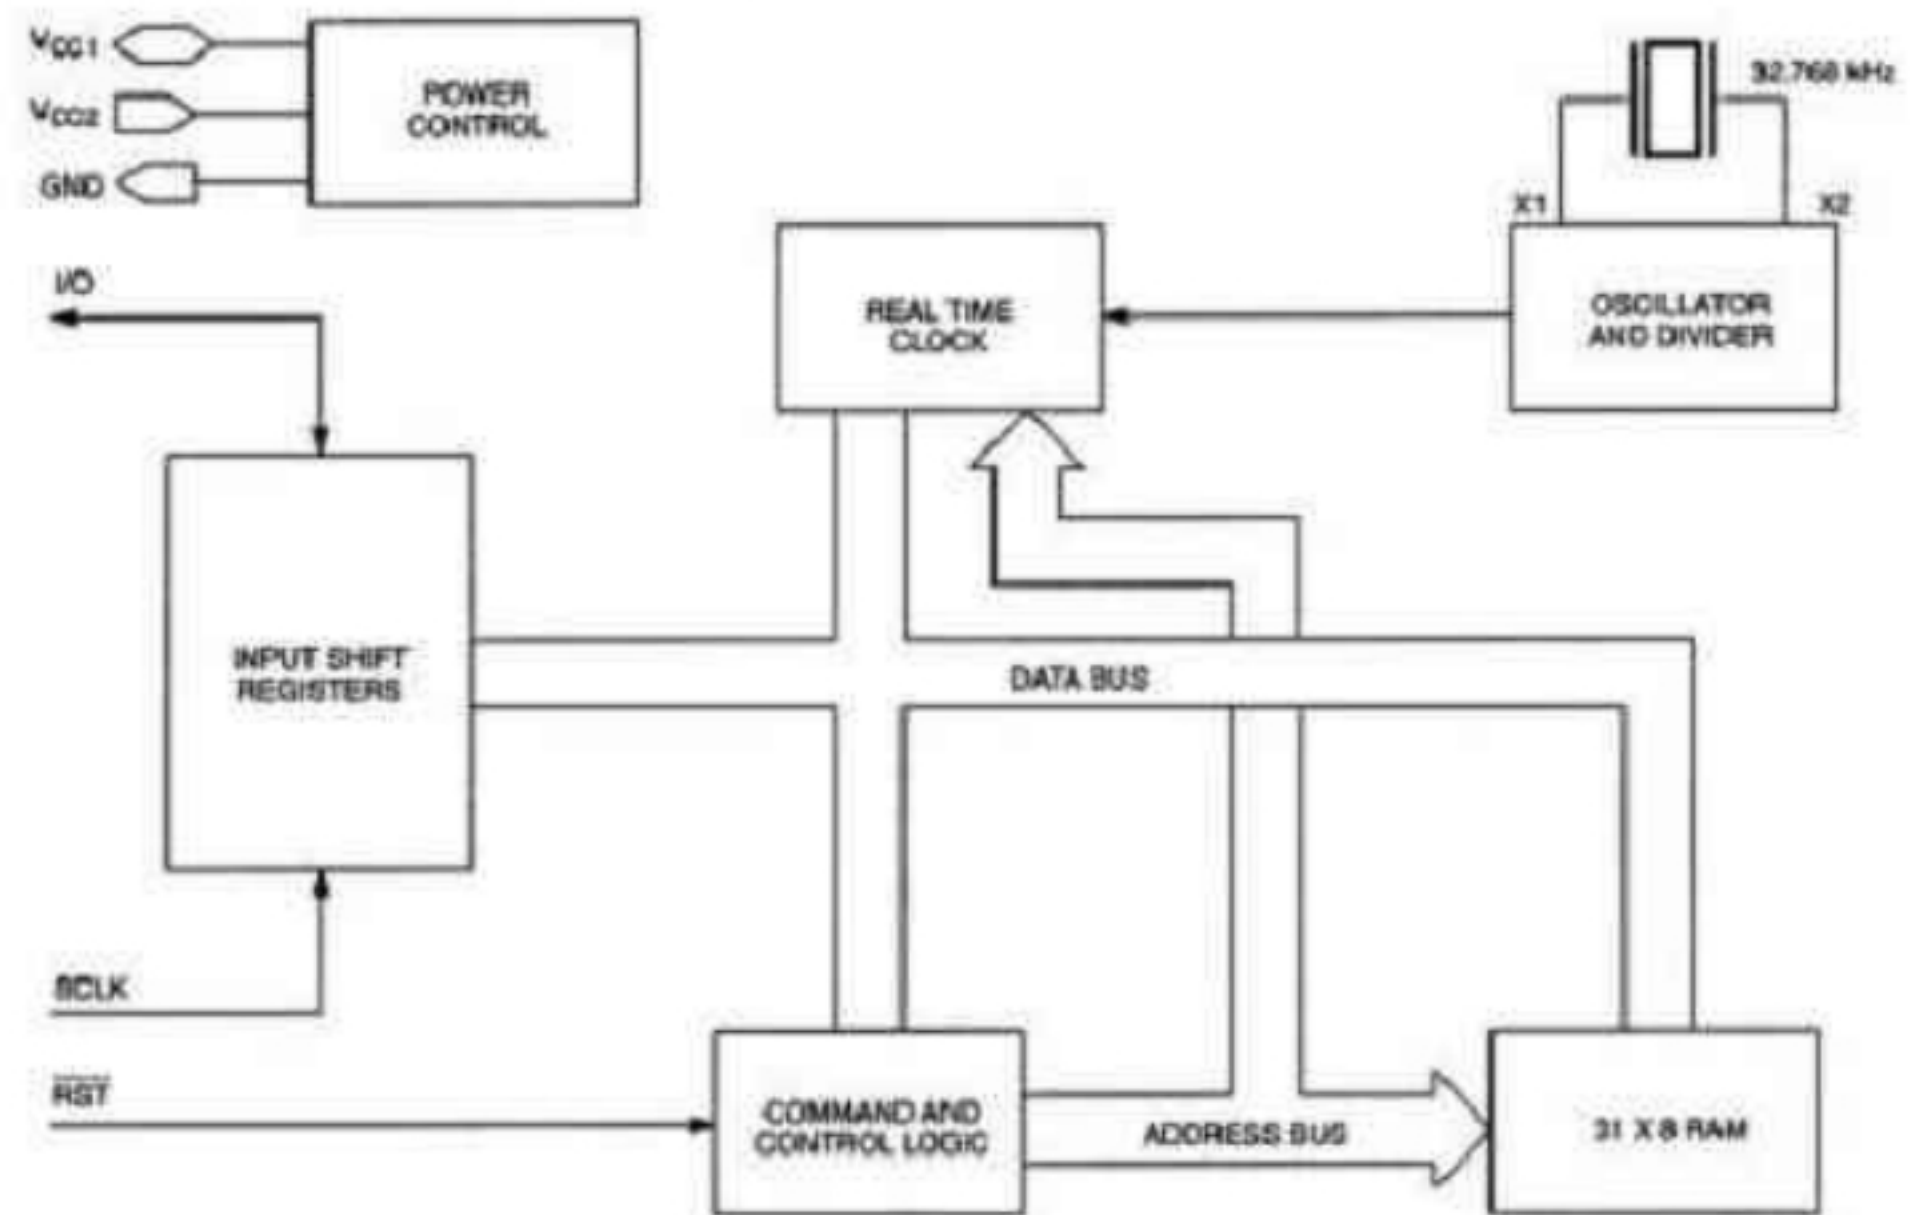 VCC1
POWER
CONTROL
VCC2
GND
32.768 kHz
X1
X2
I/O
REAL TIME
CLOCK
OSCILLATOR
AND DIVIDER
INPUT SHIFT
REGISTERS
DATA BUS
SCLK
RST
COMMAND AND
CONTROL LOGIC
ADDRESS BUS
31 X 8 RAM